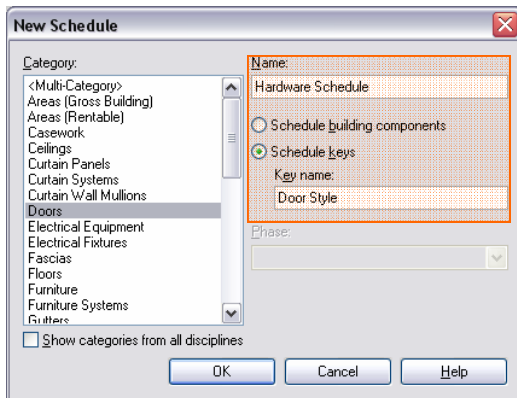 New Schedule
Category:
<Multi-Category>
Areas (Gross Building)
Areas (Rentable)
Casework
Ceilings
Curtain Panels
Curtain Systems
Curtain Wall Mullions
Doors
Electrical Equipment
Electrical Fixtures
Fascias
Floors
Furniture
Furniture Systems
Gutters
Show categories from all disciplines
Name:
Hardware Schedule
Schedule building components
Schedule keys
Key name:
Door Style
Phase:
OK Cancel Help